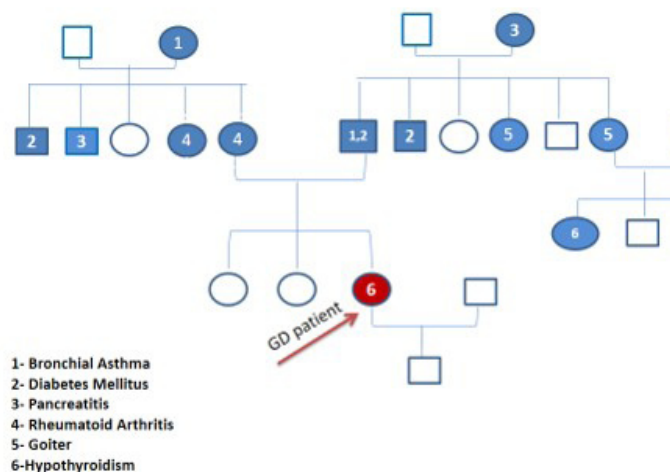 1
3
2
3
4
4
1,2
2
5
5
6
6
GD patient
1- Bronchial Asthma
2- Diabetes Mellitus
3- Pancreatitis
4- Rheumatoid Arthritis
5- Goiter
6-Hypothyroidism